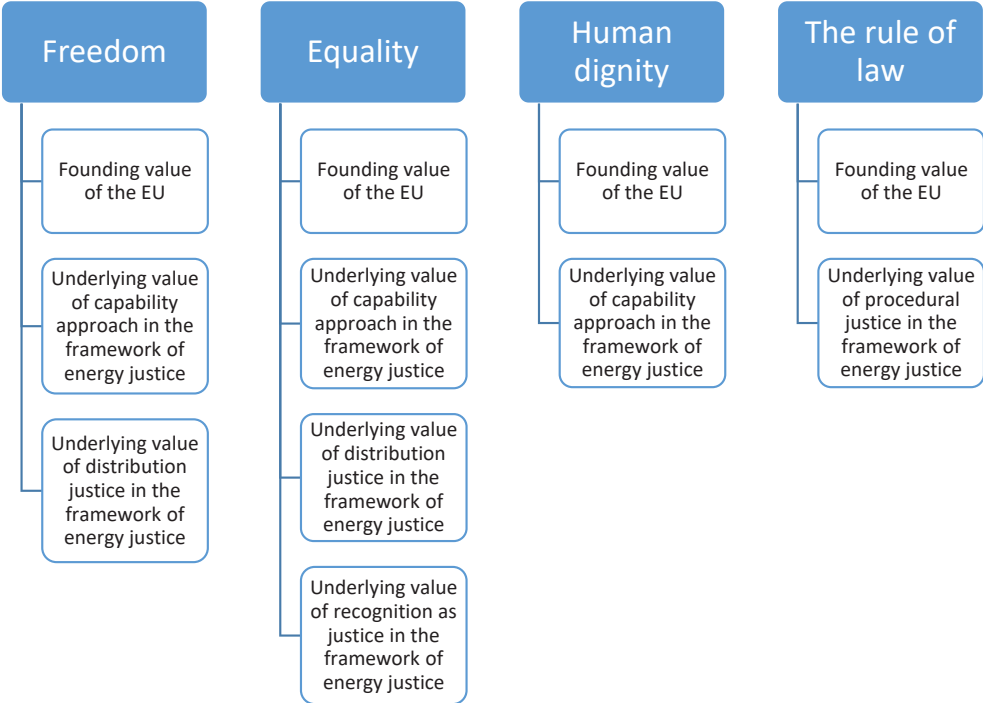 Freedom
Founding value
of the EU
Underlying value
of capability
approach in the
framework of
energy justice
Underlying value
of distribution
justice in the
framework of
energy justice
Equality
Founding value
of the EU
Underlying value
of capability
approach in the
framework of
energy justice
Underlying value
of distribution
justice in the
framework of
energy justice
Underlying value
of recognition as
justice in the
framework of
energy justice
Human
dignity
Founding value
of the EU
Underlying value
of capability
approach in the
framework of
energy justice
The rule of
law
Founding value
of the EU
Underlying value
of procedural
justice in the
framework of
energy justice